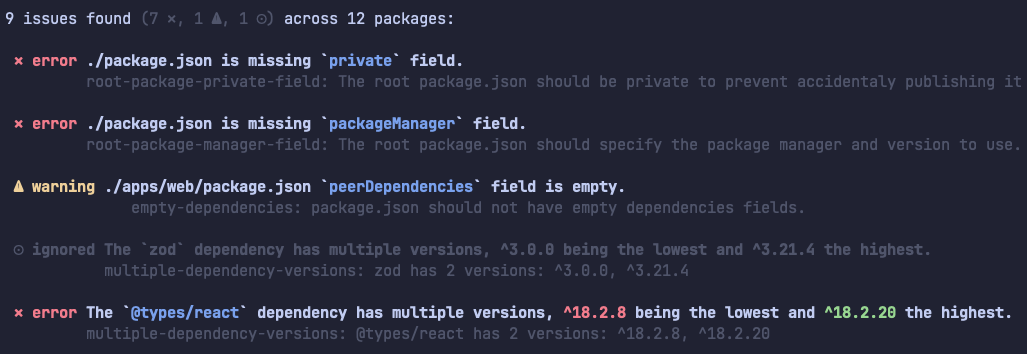 9 issues found (7 ×, 1 ⚠, 1 ⊙) across 12 packages:
× error ./package.json is missing `private` field.
root-package-private-field: The root package.json should be private to prevent accidentaly publishing it
× error ./package.json is missing `packageManager` field.
root-package-manager-field: The root package.json should specify the package manager and version to use.
⚠ warning ./apps/web/package.json `peerDependencies` field is empty.
empty-dependencies: package.json should not have empty dependencies fields.
⊙ ignored The `zod` dependency has multiple versions, ^3.0.0 being the lowest and ^3.21.4 the highest.
multiple-dependency-versions: zod has 2 versions: ^3.0.0, ^3.21.4
× error The `@types/react` dependency has multiple versions, ^18.2.8 being the lowest and ^18.2.20 the highest.
multiple-dependency-versions: @types/react has 2 versions: ^18.2.8, ^18.2.20